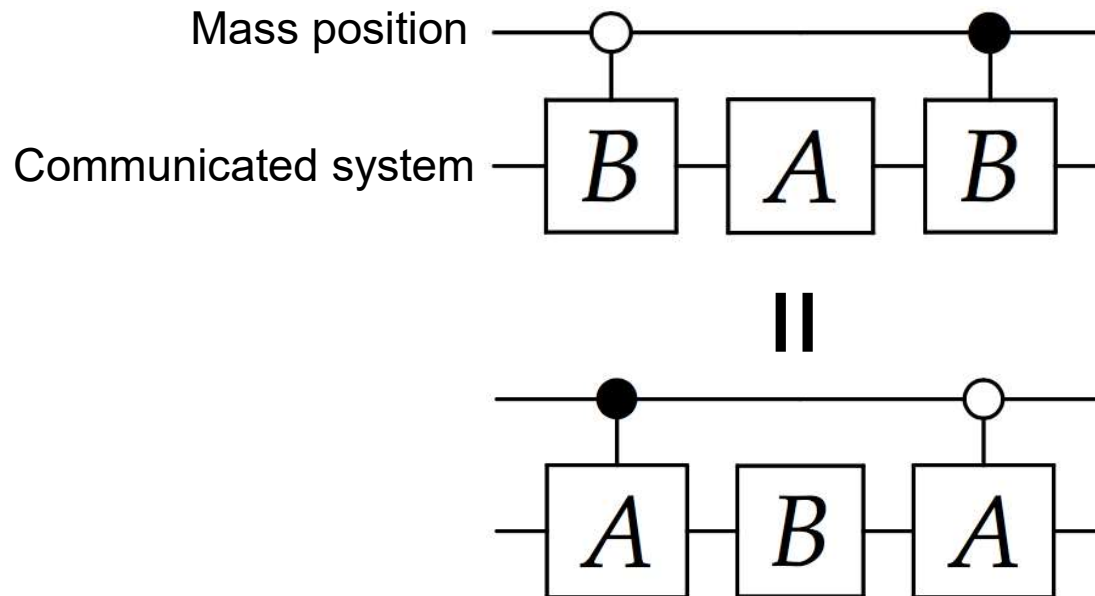 Mass position
Communicated system
B A B
=
A B A